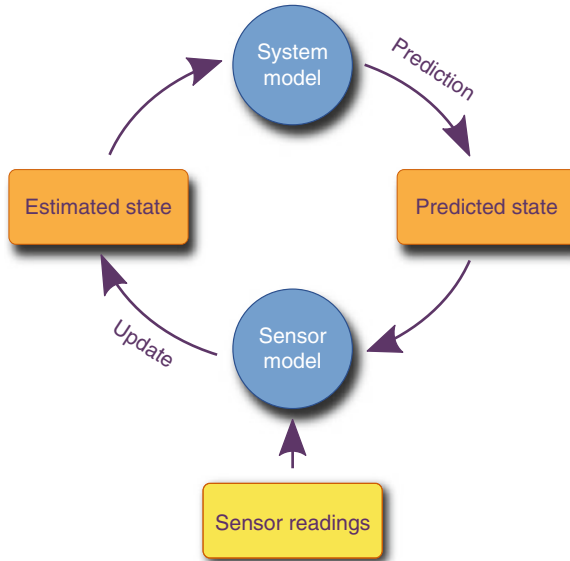 System
model
Prediction
Estimated state
Predicted state
Update
Sensor
model
Sensor readings